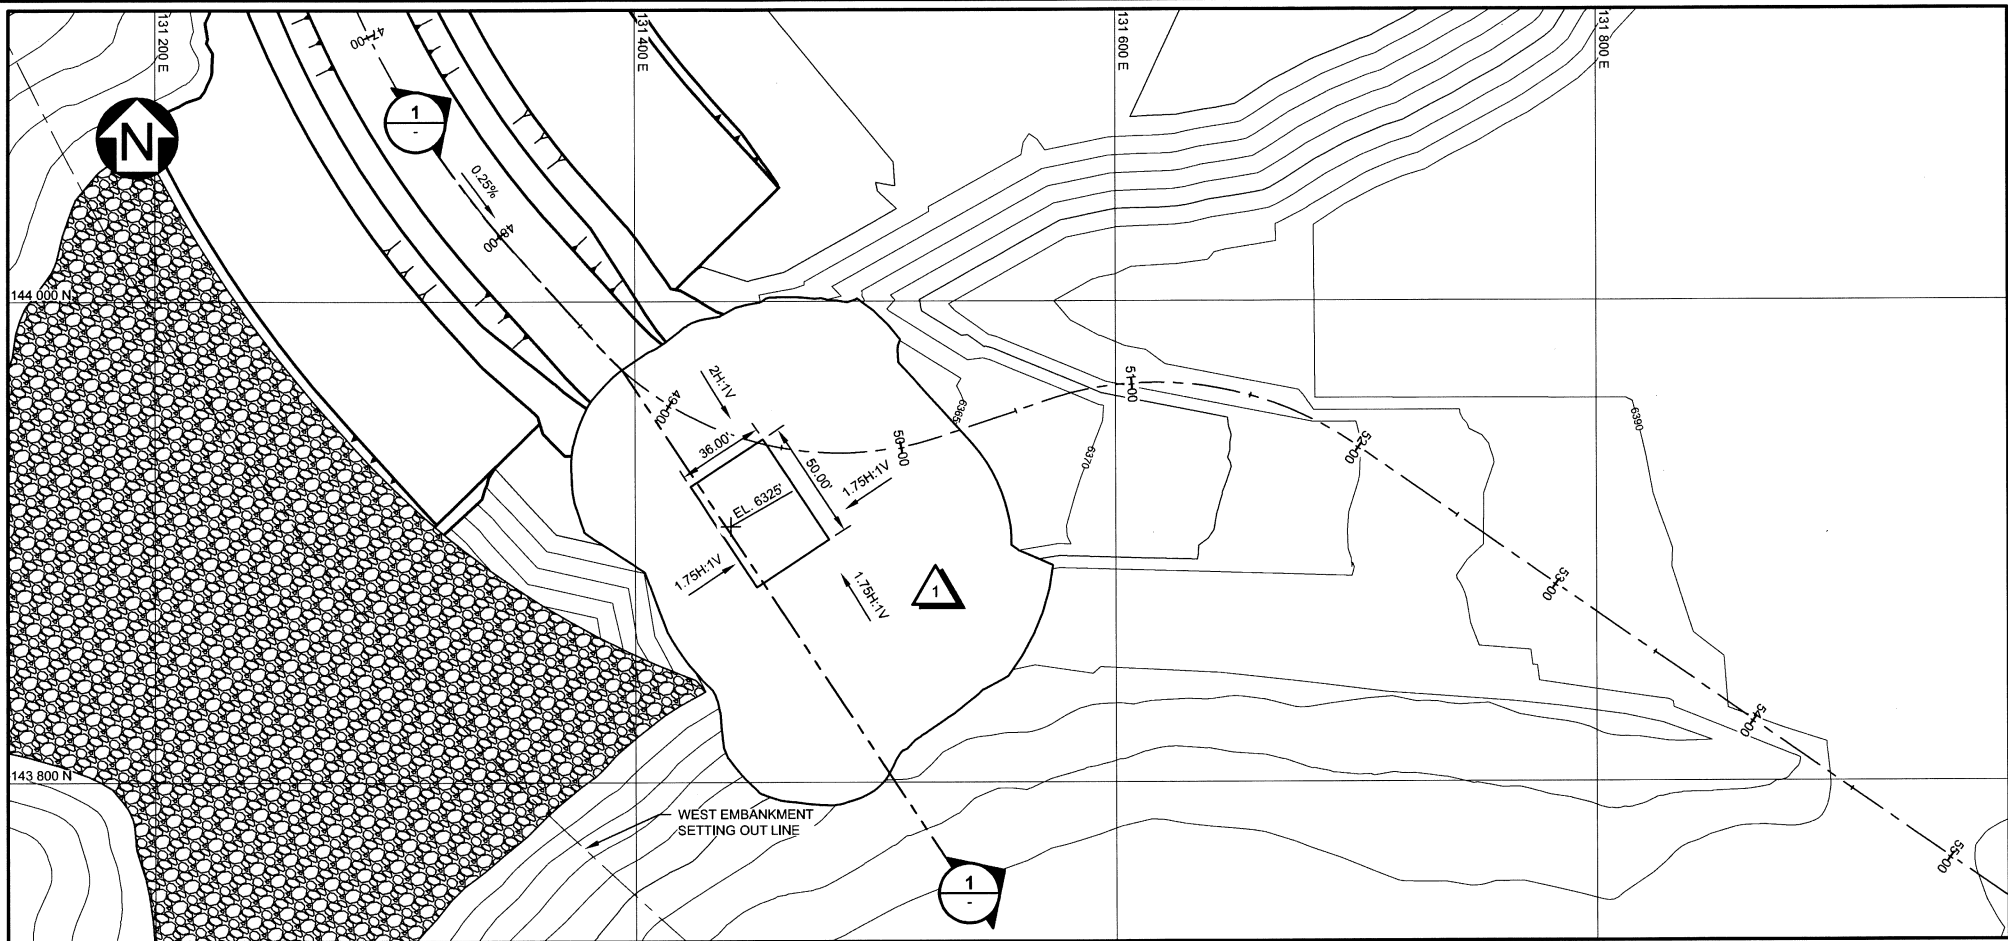 131 200 E
131 400 E
131 600 E
131 800 E
47+00
1
-
N
0.25%
48+00
144 000 N
2H:1V
49+00
36.00'
50.00'
50+00
51+00
6365
6370
6390
52+00
1.75H:1V
EL. 6325'
1.75H:1V
1.75H:1V
1
53+00
54+00
143 800 N
WEST EMBANKMENT
SETTING OUT LINE
55+00
1
-